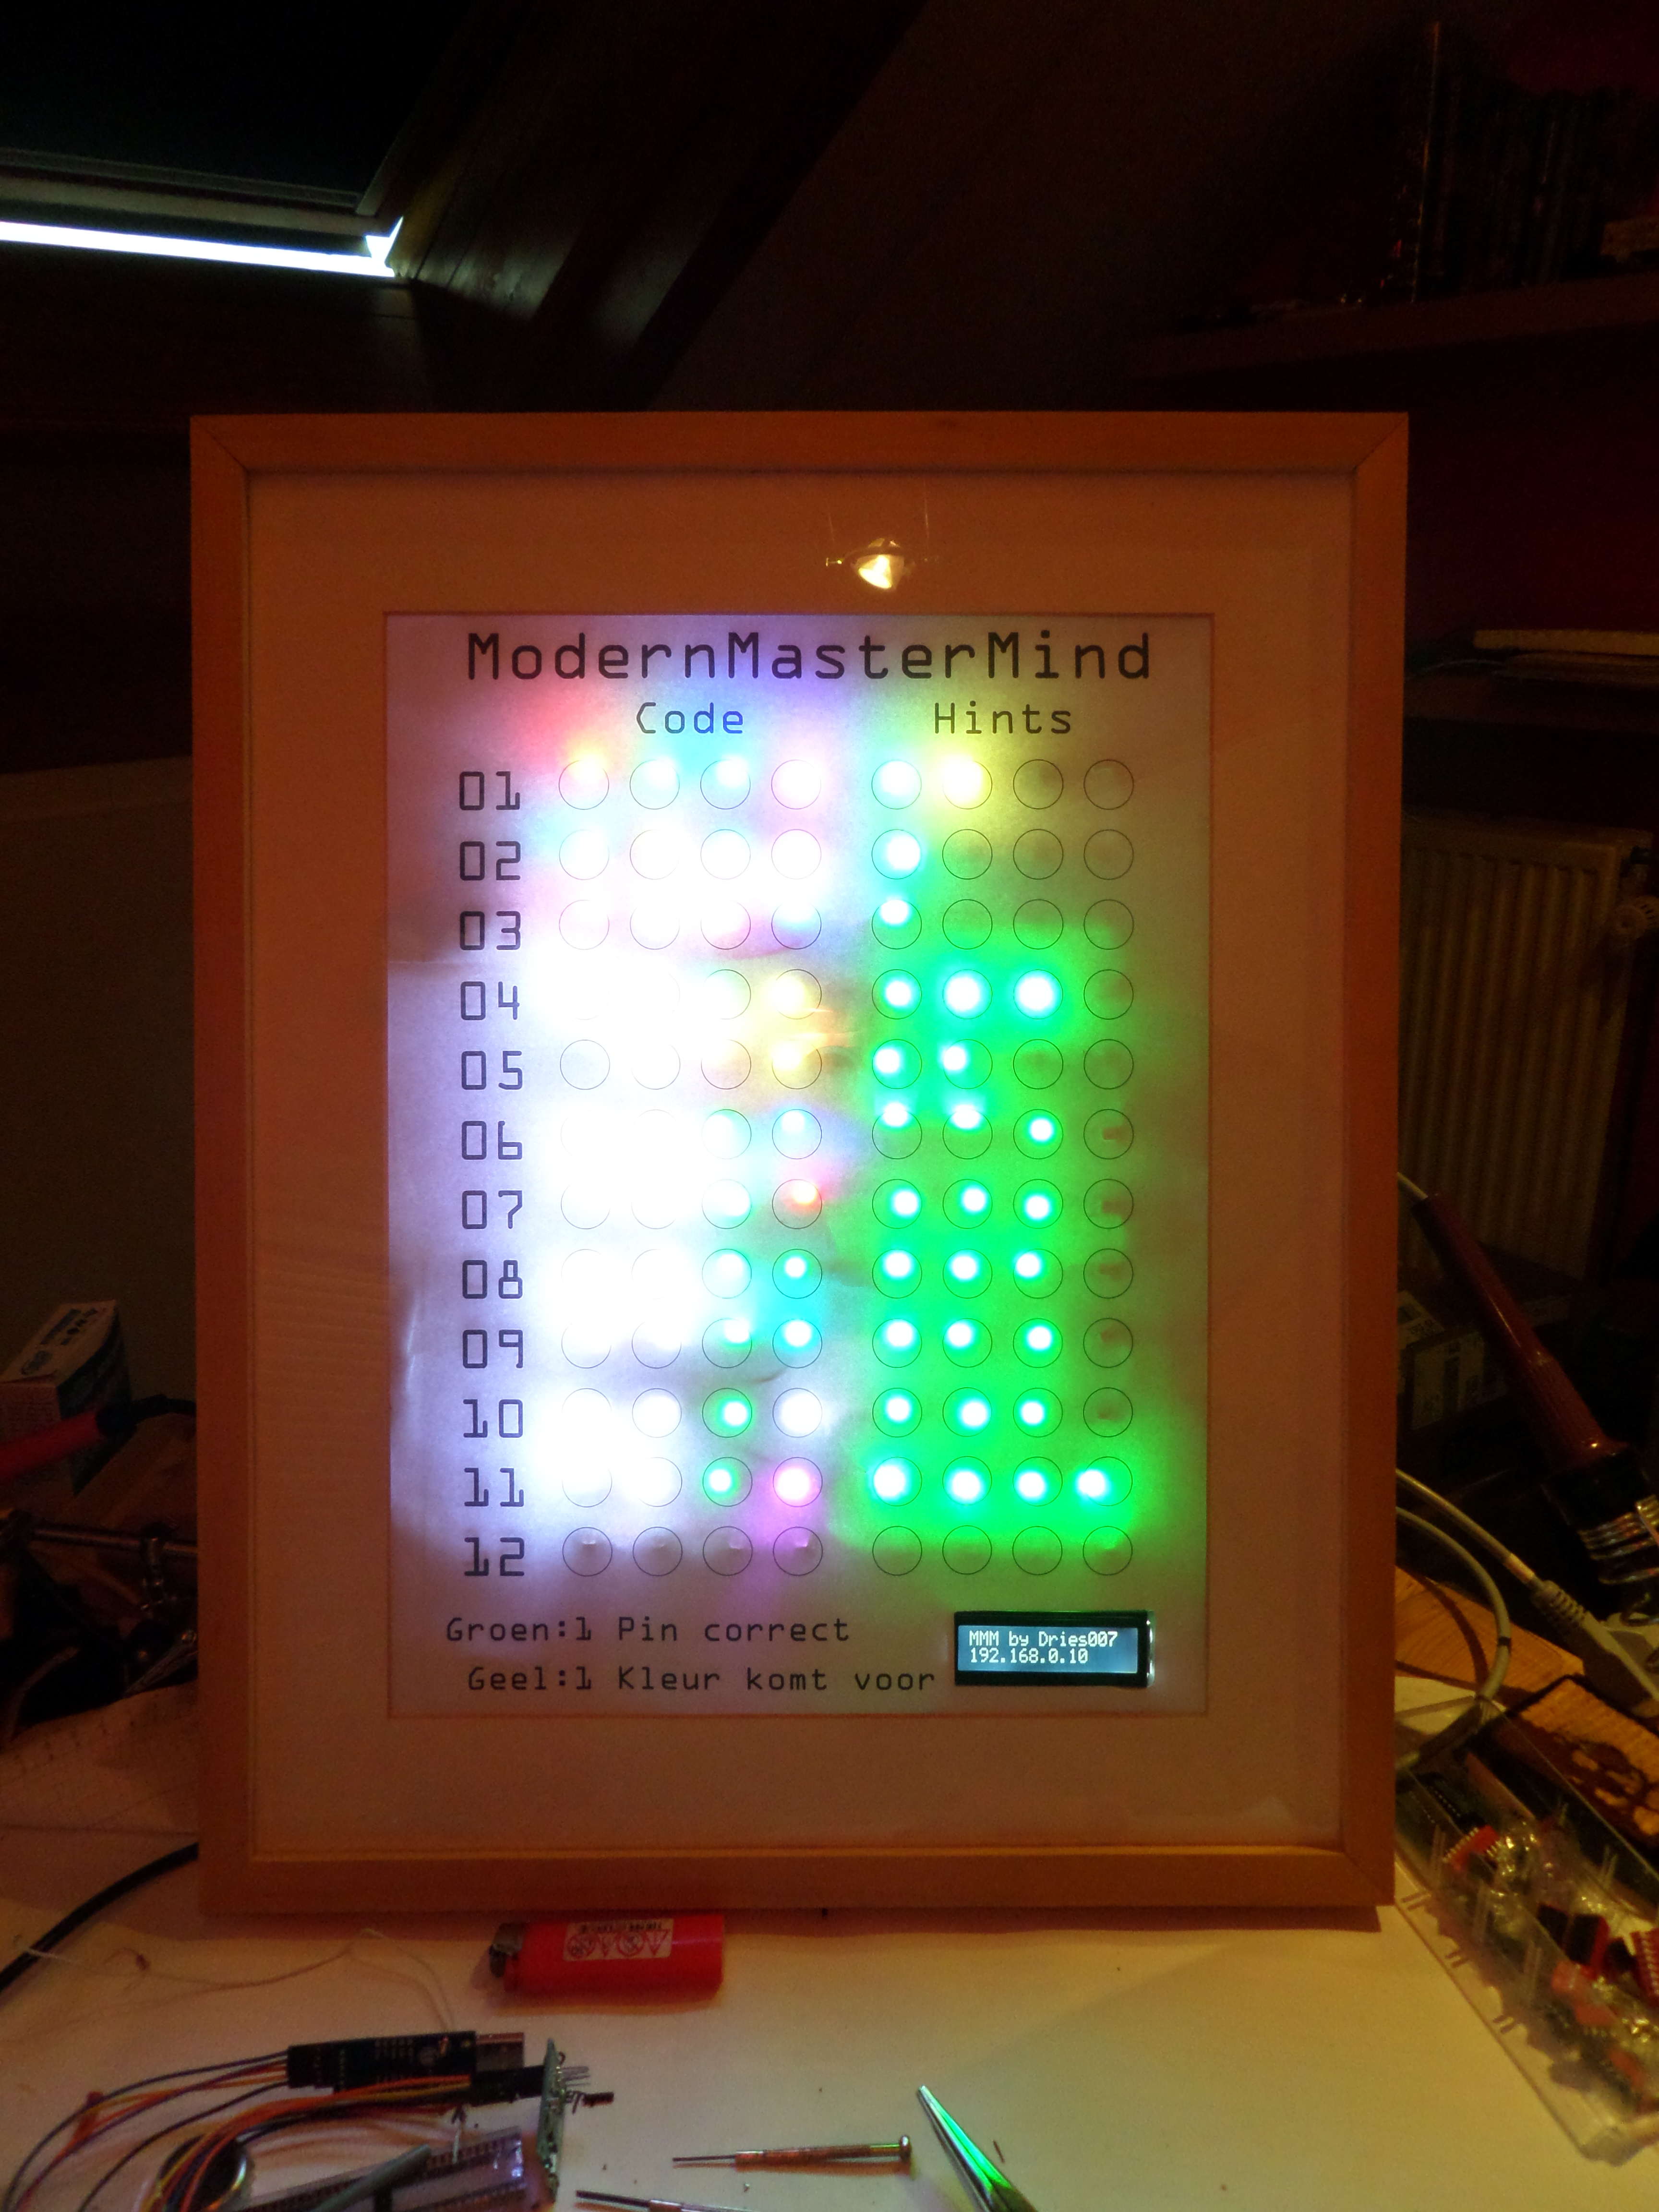 ModernMasterMind
Code Hints
01
02
03
04
05
06
07
08
09
10
11
12
Groen:1 Pin correct
Geel:1 Kleur komt voor
MMM by Dries007
192.168.0.10